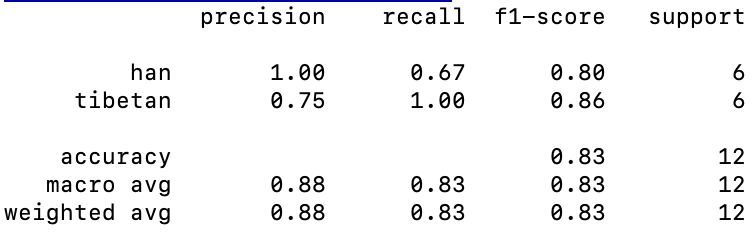 precision recall f1-score support
han 1.00 0.67 0.80 6
tibetan 0.75 1.00 0.86 6
accuracy 0.83 12
macro avg 0.88 0.83 0.83 12
weighted avg 0.88 0.83 0.83 12